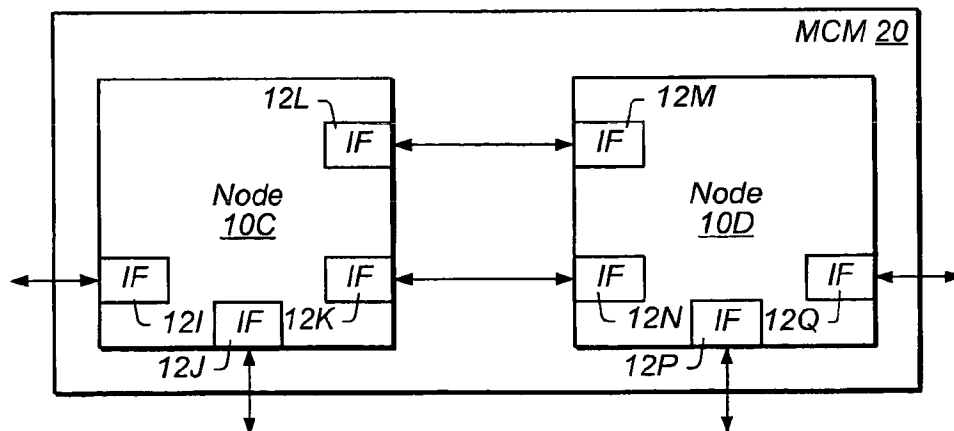 MCM 20
12L
12M
IF
IF
Node
10C
Node
10D
IF
IF
IF
IF
12I
IF
12K
12N
IF
12Q
12J
12P